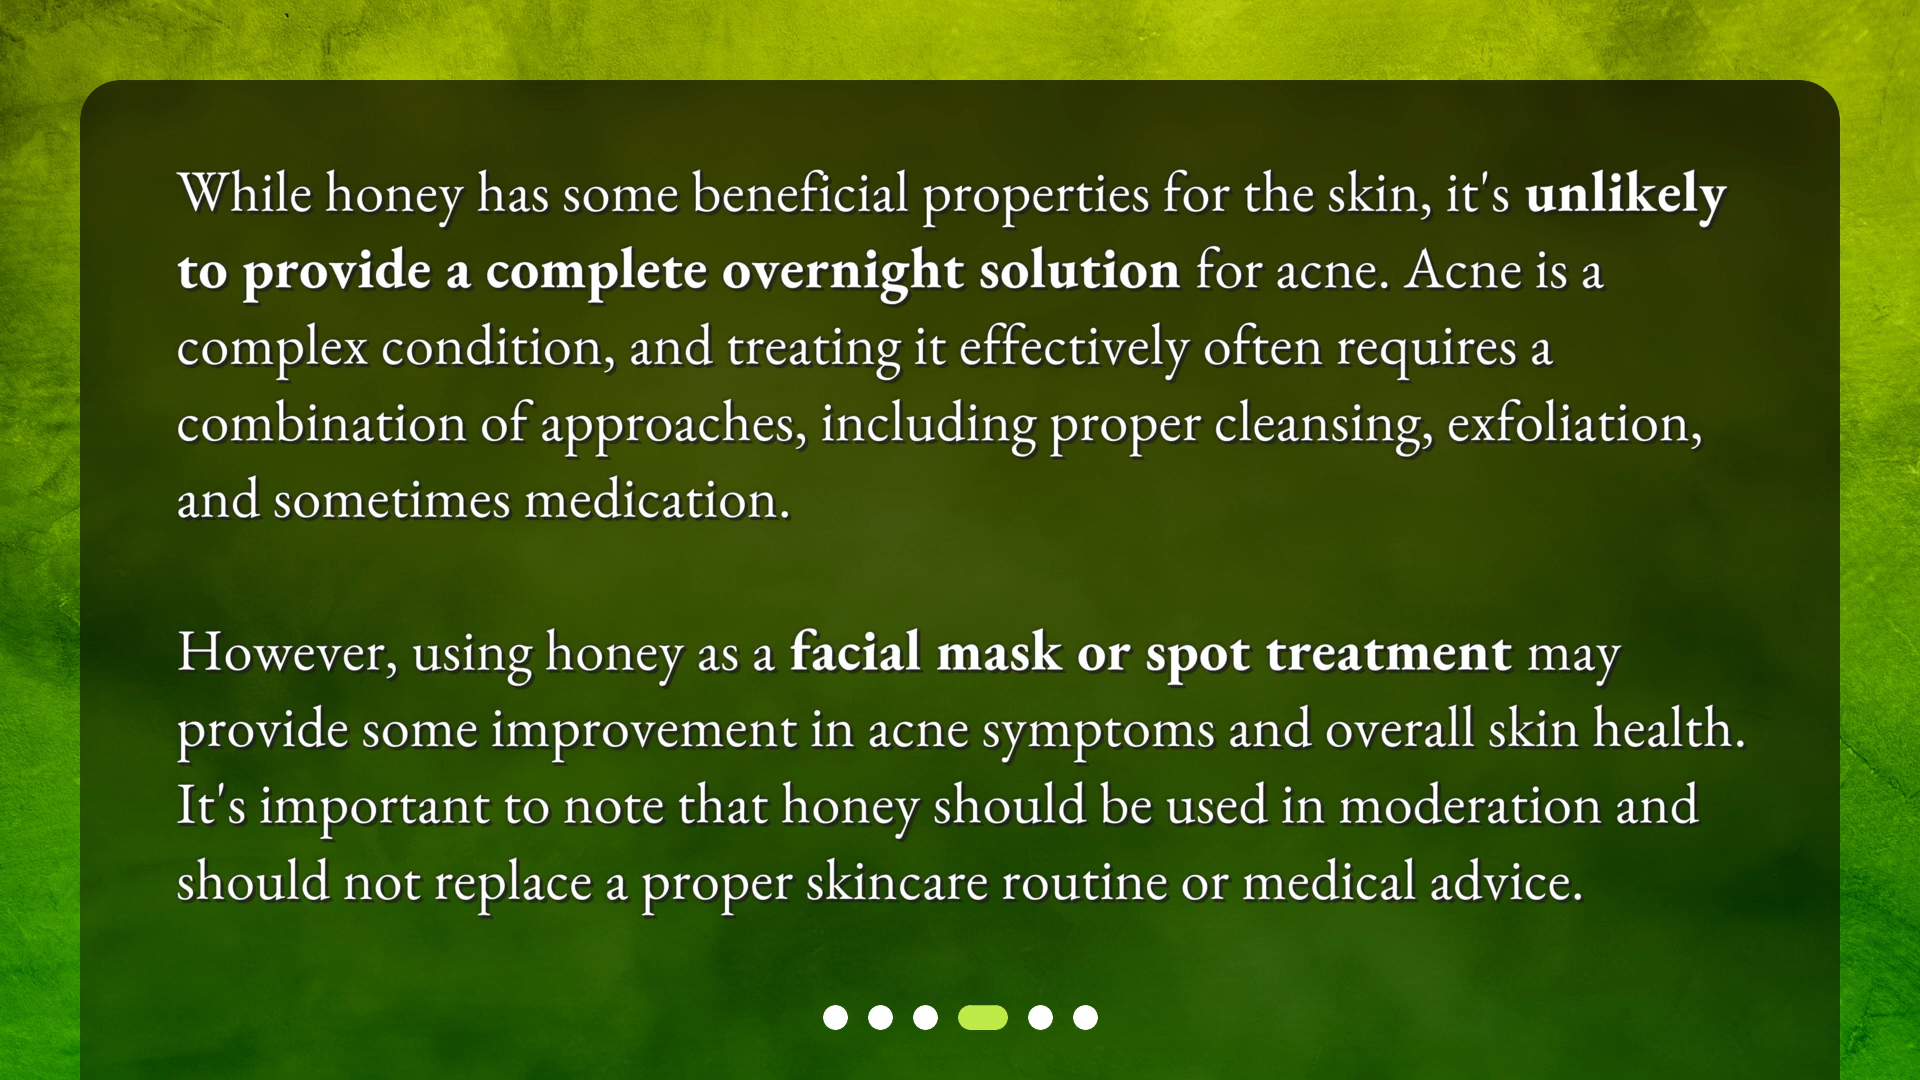 While honey has some beneficial properties for the skin, it's unlikely
to provide a complete overnight solution for acne. Acne is a
complex condition, and treating it effectively often requires a
combination of approaches, including proper cleansing, exfoliation,
and sometimes medication.
However, using honey as a facial mask or spot treatment may
provide some improvement in acne symptoms and overall skin health.
It's important to note that honey should be used in moderation and
should not replace a proper skincare routine or medical advice.